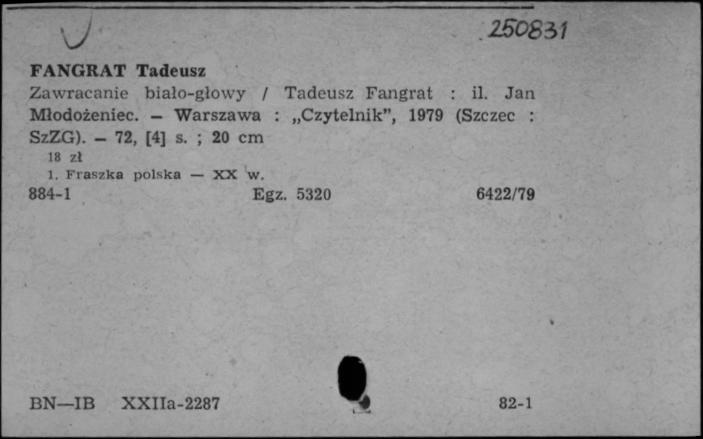 250831
FANGRAT Tadeusz
Zawracanie biało-głowy / Tadeusz Fangrat : il. Jan
Młodożeniec. — Warszawa : „Czytelnik”, 1979 (Szczec :
SzZG). — 72, [4] s. ; 20 cm
18 zł
1. Fraszka polska — XX w.
884-1 Egz. 5320 6422/79
BN—IB XXIIa-2287 82-1